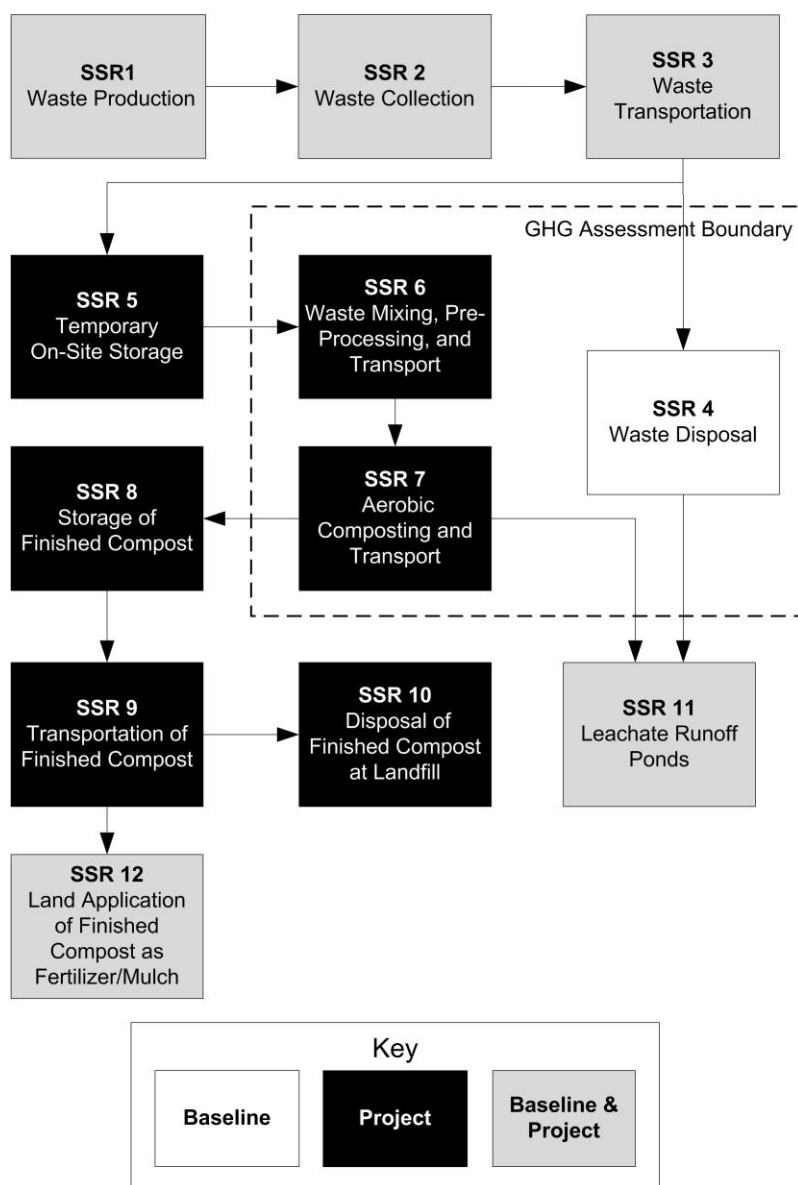 SSR1
Waste Production
SSR 2
Waste Collection
SSR 3
Waste
Transportation
GHG Assessment Boundary
SSR 5
Temporary
On-Site Storage
SSR 6
Waste Mixing, Pre-
Processing, and
Transport
SSR 4
Waste Disposal
SSR 8
Storage of
Finished Compost
SSR 7
Aerobic
Composting and
Transport
SSR 9
Transportation of
Finished Compost
SSR 10
Disposal of
Finished Compost
at Landfill
SSR 11
Leachate Runoff
Ponds
SSR 12
Land Application
of Finished
Compost as
Fertilizer/Mulch
Key
Baseline
Project
Baseline &
Project